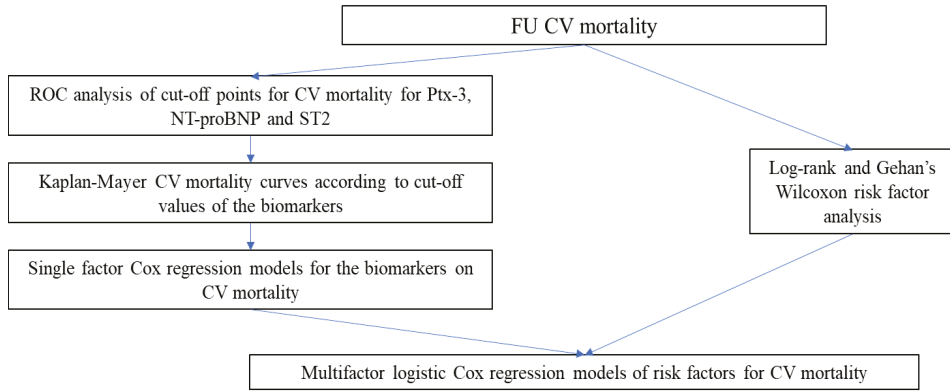 FU CV mortality
ROC analysis of cut-off points for CV mortality for Ptx-3,
NT-proBNP and ST2
Kaplan-Mayer CV mortality curves according to cut-off
values of the biomarkers
Single factor Cox regression models for the biomarkers on
CV mortality
Log-rank and Gehan's
Wilcoxon risk factor
analysis
Multifactor logistic Cox regression models of risk factors for CV mortality